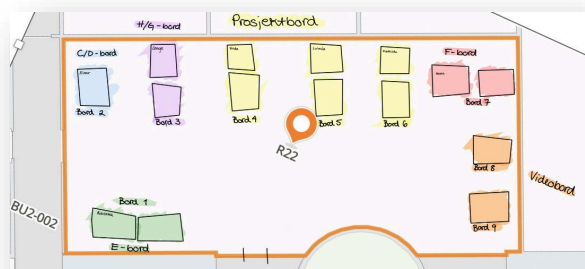 H/G-bord
Prosjektbord
C/D-bord
F-bord
Bord 2
Bord 3
Bord 4
Bord 5
Bord 6
Bord 7
R22
Bord 8
Videobord
Bord 9
BU2-002
Bord 1
E-bord